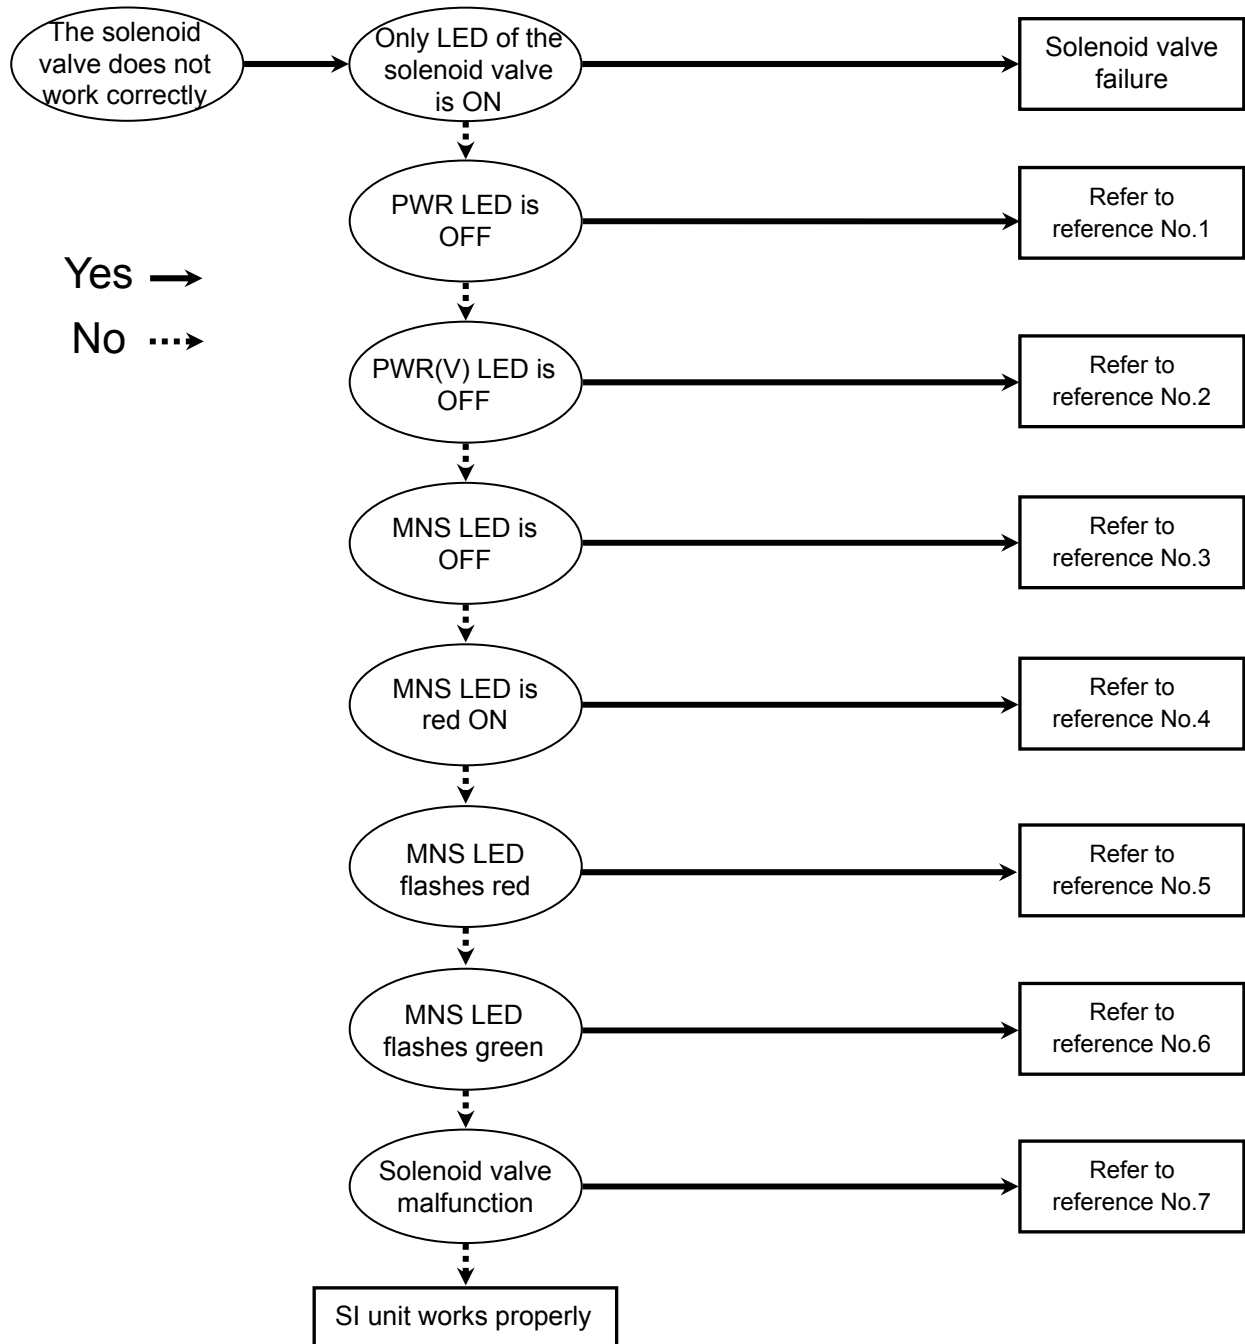 The solenoid
valve does not
work correctly
Only LED of the
solenoid valve
is ON
Solenoid valve
failure
PWR LED is
OFF
Refer to
reference No.1
Yes
No
PWR(V) LED is
OFF
Refer to
reference No.2
MNS LED is
OFF
Refer to
reference No.3
MNS LED is
red ON
Refer to
reference No.4
MNS LED
flashes red
Refer to
reference No.5
MNS LED
flashes green
Refer to
reference No.6
Solenoid valve
malfunction
Refer to
reference No.7
SI unit works properly